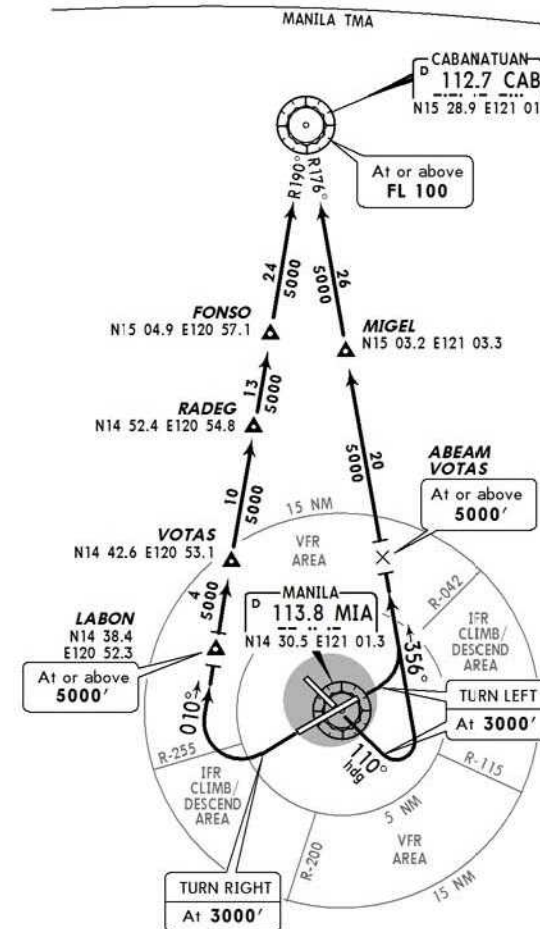 MANILA TMA
CABANATUAN
D 112.7 CAB
N15 28.9 E121 01
At or above
FL 100
R190°
R176°
24
5000
26
5000
FONSO
N15 04.9 E120 57.1
MIGEL
N15 03.2 E121 03.3
13
5000
RADEG
N14 52.4 E120 54.8
20
5000
ABEAM
VOTAS
At or above
5000'
10
5000
15 NM
VFR
AREA
VOTAS
N14 42.6 E120 53.1
R-042
MANILA
D 113.8 MIA
N14 30.5 E121 01.3
4
5000
LABON
N14 38.4
E120 52.3
At or above
5000'
IFR
CLIMB/
DESCEND
AREA
356°
010°
TURN LEFT
At 3000'
110°
hdg
R-255
R-115
IFR
CLIMB/
DESCEND
AREA
5 NM
VFR
AREA
R-200
15 NM
TURN RIGHT
At 3000'